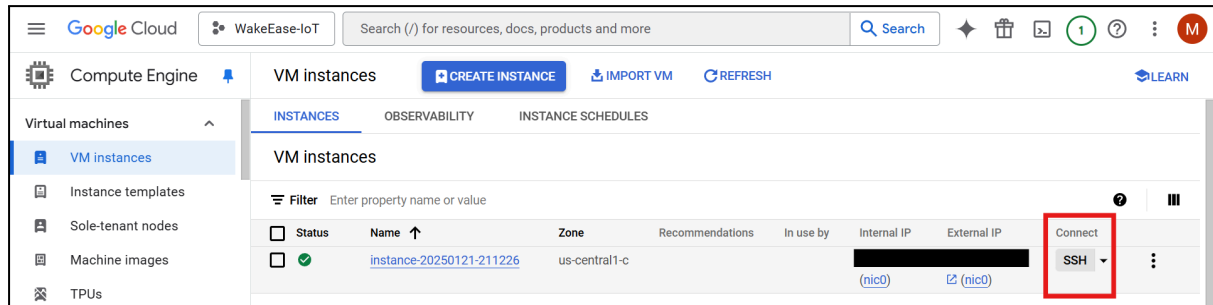 Google Cloud WakeEase-IoT Search (/) for resources, docs, products and more Search 1 M
Compute Engine VM instances CREATE INSTANCE IMPORT VM REFRESH LEARN
Virtual machines INSTANCES OBSERVABILITY INSTANCE SCHEDULES
VM instances VM instances
Instance templates Filter Enter property name or value
Sole-tenant nodes Status Name Zone Recommendations In use by Internal IP External IP Connect
Machine images instance-20250121-211226 us-central1-c SSH
(nic0) (nic0)
TPUs